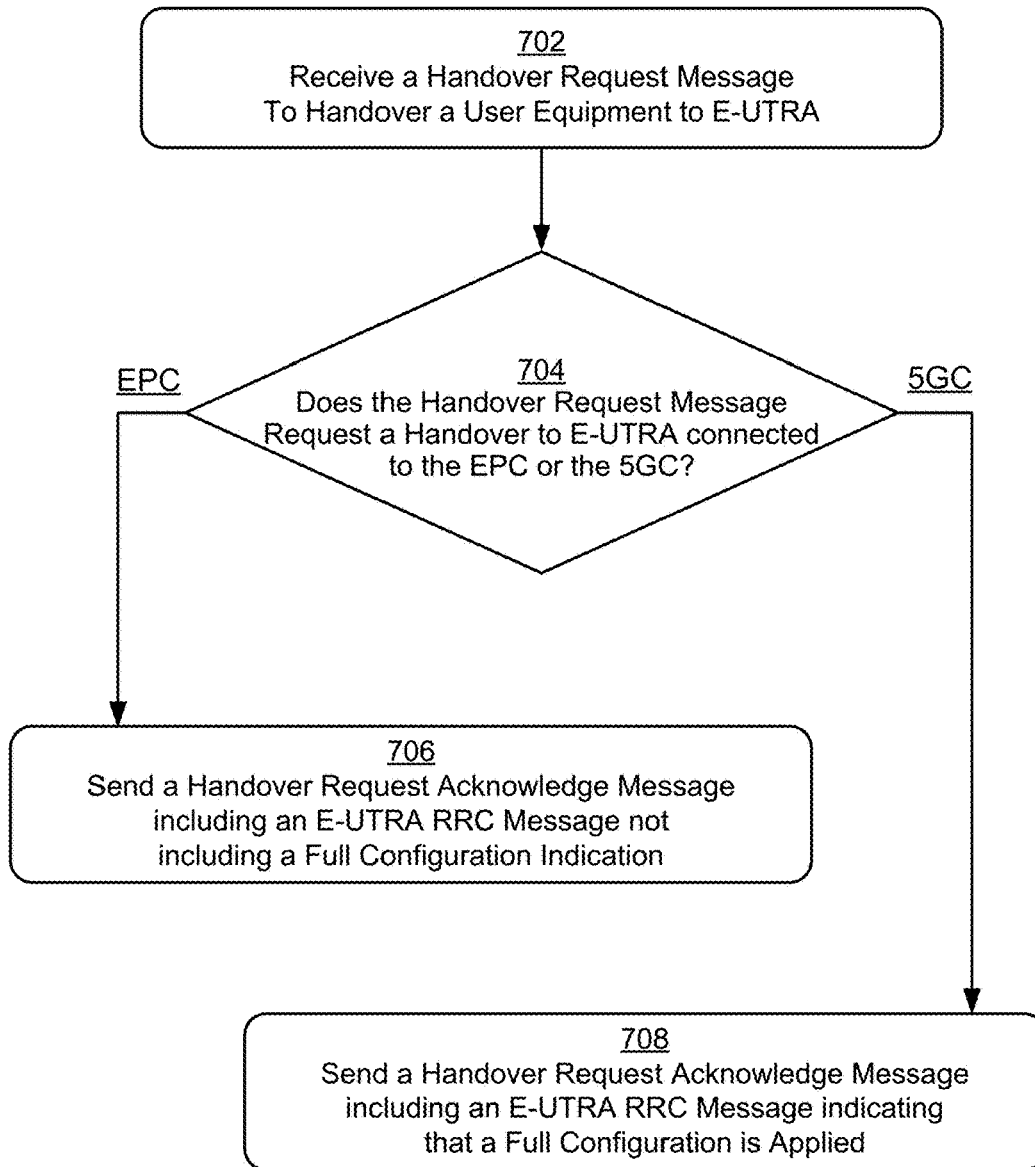 702
Receive a Handover Request Message
To Handover a User Equipment to E-UTRA
EPC
704
5GC
Does the Handover Request Message
Request a Handover to E-UTRA connected
to the EPC or the 5GC?
706
Send a Handover Request Acknowledge Message
including an E-UTRA RRC Message not
including a Full Configuration Indication
708
Send a Handover Request Acknowledge Message
including an E-UTRA RRC Message indicating
that a Full Configuration is Applied